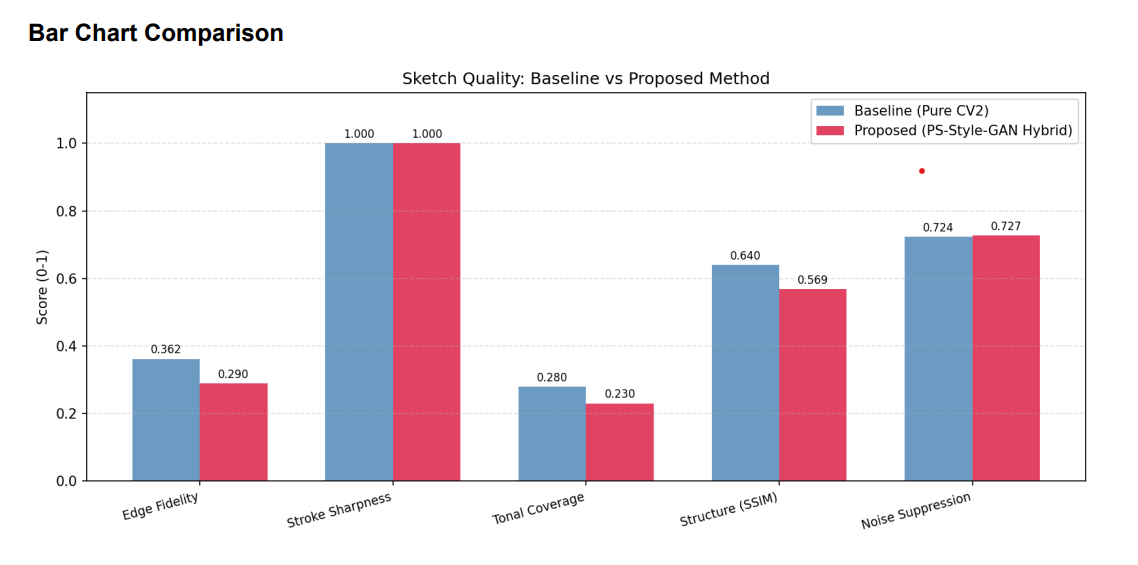 Bar Chart Comparison
Sketch Quality: Baseline vs Proposed Method
Baseline (Pure CV2)
Proposed (PS-Style-GAN Hybrid)
Score (0-1)
1.0
0.8
0.6
0.4
0.2
0.0
0.362
0.290
1.000
1.000
0.280
0.230
0.640
0.569
0.724
0.727
Edge Fidelity
Stroke Sharpness
Tonal Coverage
Structure (SSIM)
Noise Suppression